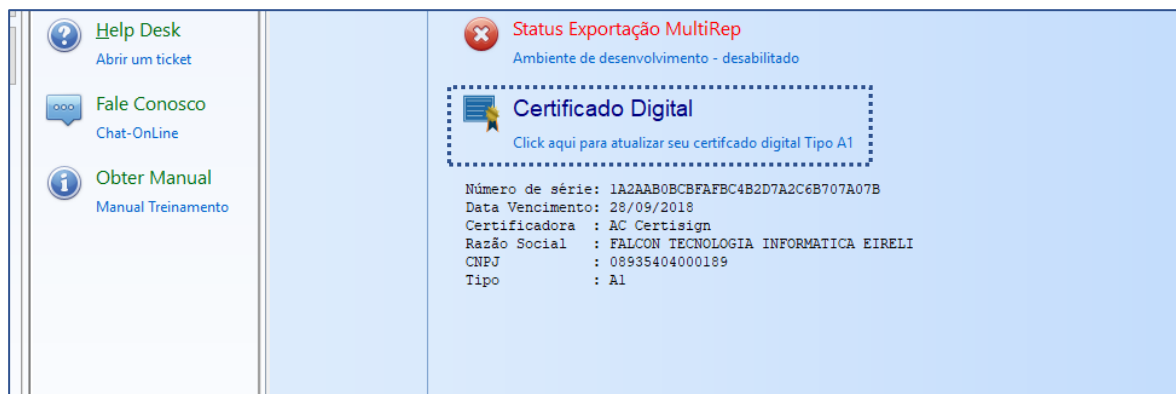 Help Desk
Abrir um ticket
Fale Conosco
Chat-OnLine
Obter Manual
Manual Treinamento
Status Exportação MultiRep
Ambiente de desenvolvimento - desabilitado
Certificado Digital
Click aqui para atualizar seu certifcado digital Tipo A1
Número de série: 1A2AAB0BCBFAFBC4B2D7A2C6B707A07B
Data Vencimento: 28/09/2018
Certificadora : AC Certisign
Razão Social : FALCON TECNOLOGIA INFORMATICA EIRELI
CNPJ : 08935404000189
Tipo : A1